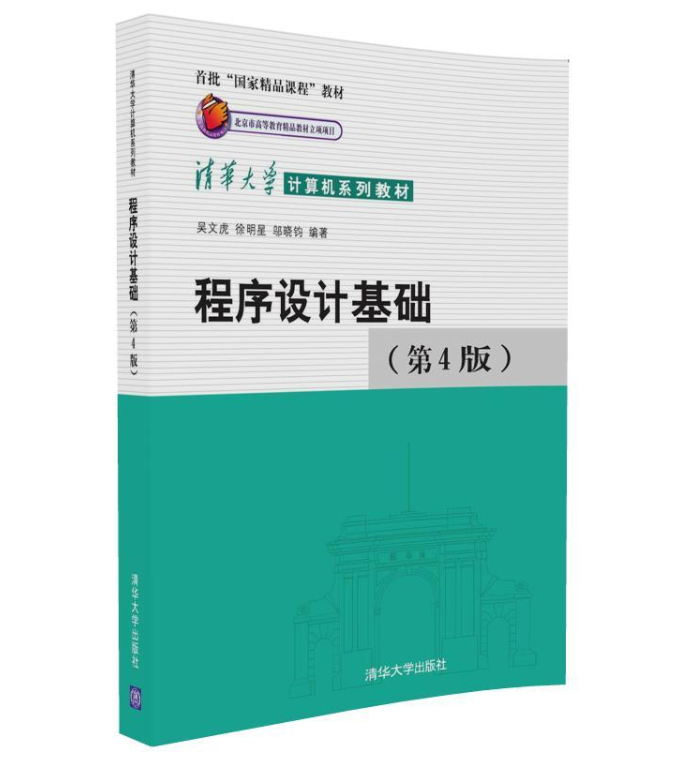 首批“国家精品课程”教材
北京市高等教育精品教材立项项目
清华大学 计算机系列教材
吴文虎 徐明星 邬晓钧 编著
程序设计基础
（第4版）
清华大学出版社
清华大学计算机系列教材
程序设计基础（第4版）
清华大学出版社